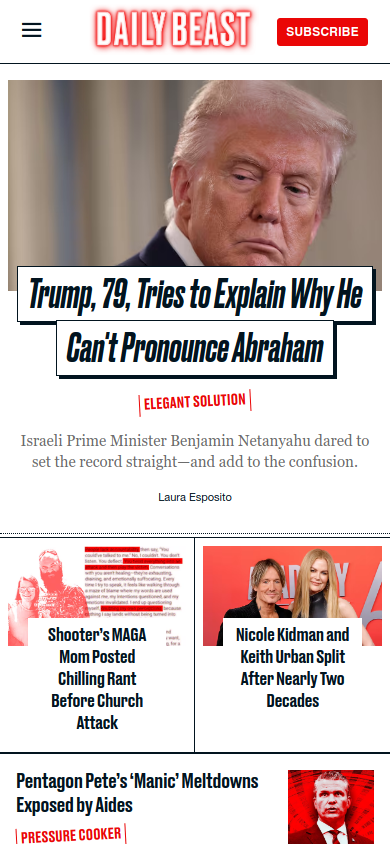 DAILY BEAST
SUBSCRIBE
Trump, 79, Tries to Explain Why He
Can't Pronounce Abraham
ELEGANT SOLUTION
Israeli Prime Minister Benjamin Netanyahu dared to
set the record straight—and add to the confusion.
Laura Esposito
Shooter's MAGA
Mom Posted
Chilling Rant
Before Church
Attack
Nicole Kidman and
Keith Urban Split
After Nearly Two
Decades
Pentagon Pete's ‘Manic’ Meltdowns
Exposed by Aides
PRESSURE COOKER